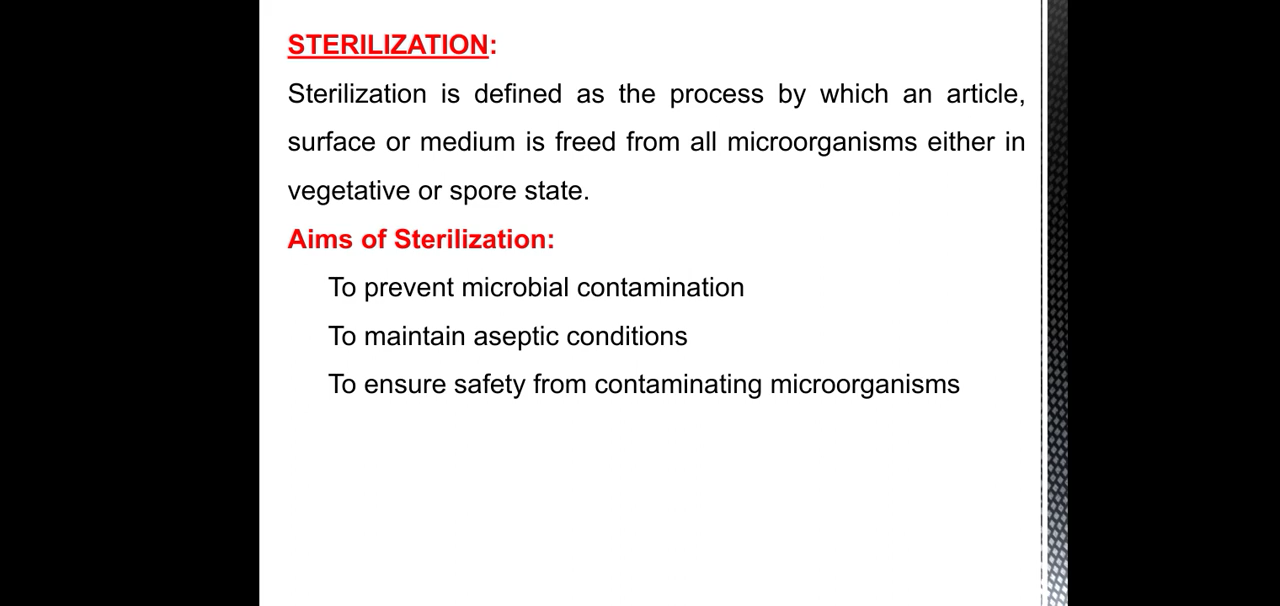 STERILIZATION:
Sterilization is defined as the process by which an article,
surface or medium is freed from all microorganisms either in
vegetative or spore state.
Aims of Sterilization:
To prevent microbial contamination
To maintain aseptic conditions
To ensure safety from contaminating microorganisms